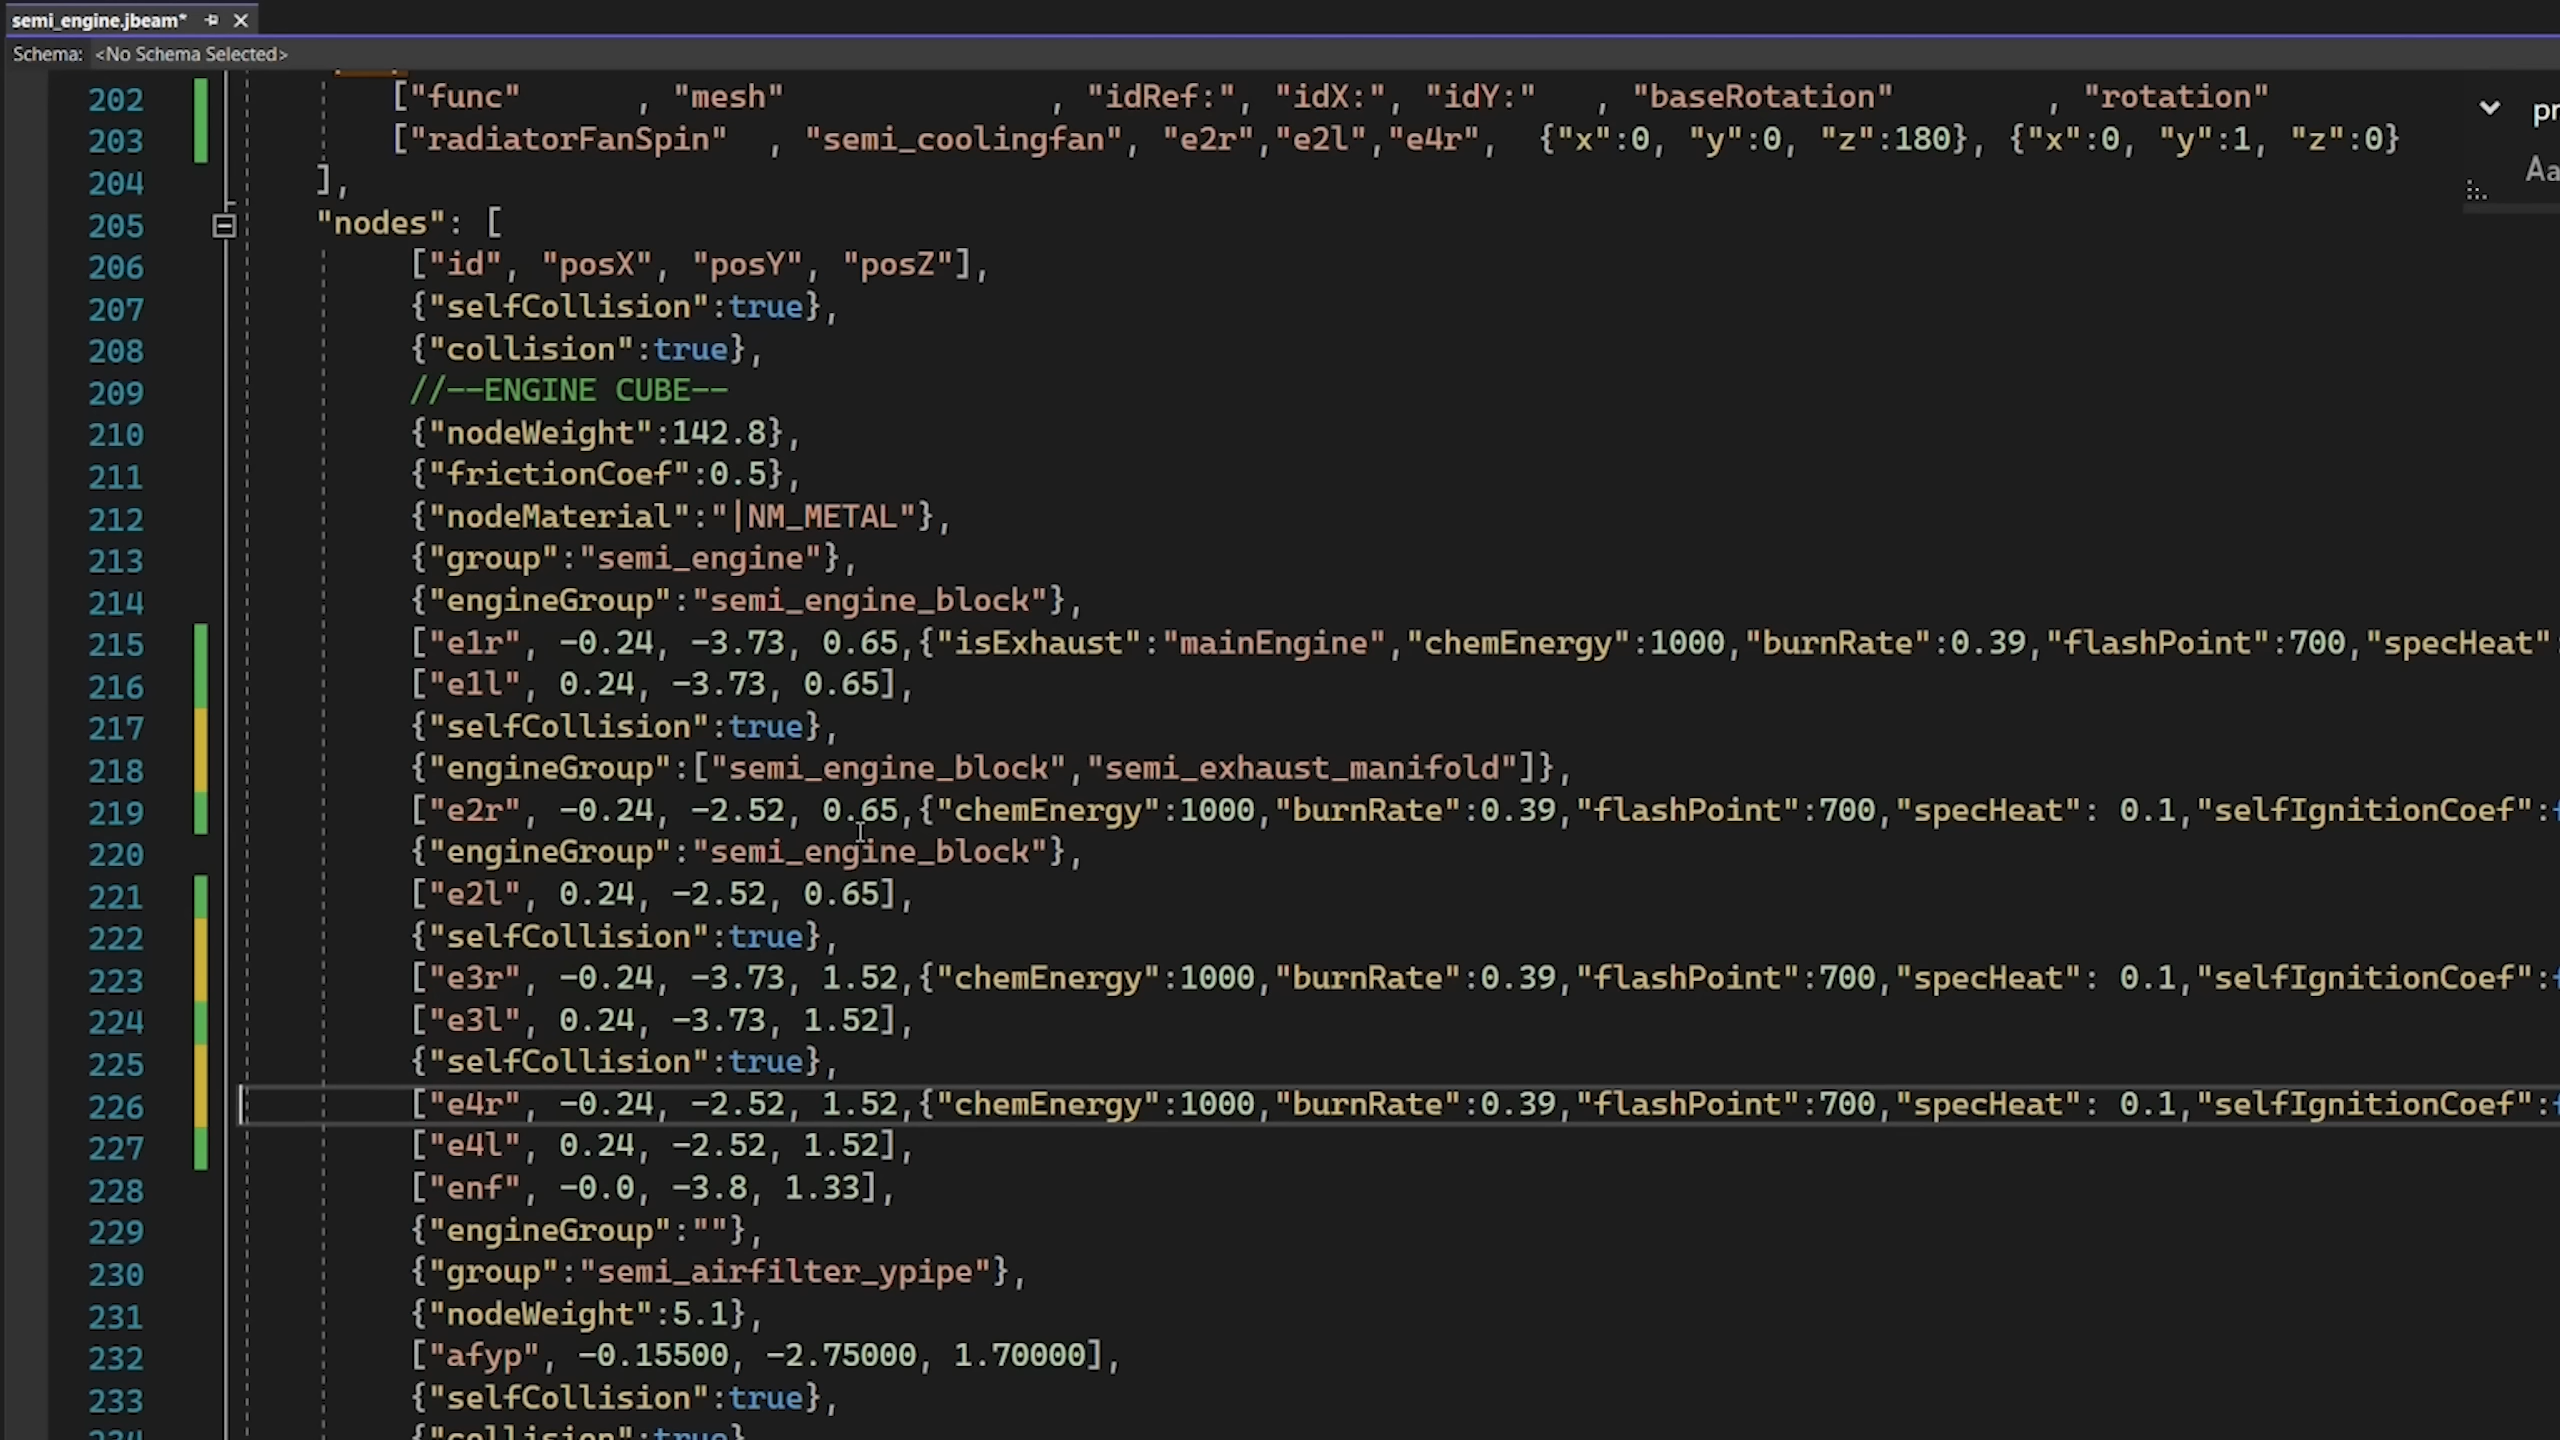 semi_engine.jbeam*
Schema: <No Schema Selected>
202 ["func" , "mesh" , "idRef:", "idX:", "idY:" , "baseRotation" , "rotation"
203 ["radiatorFanSpin" , "semi_coolingfan", "e2r","e2l","e4r", {"x":0, "y":0, "z":180}, {"x":0, "y":1, "z":0}
204 ],
205 "nodes": [
206 ["id", "posX", "posY", "posZ"],
207 {"selfCollision":true},
208 {"collision":true},
209 //--ENGINE CUBE--
210 {"nodeWeight":142.8},
211 {"frictionCoef":0.5},
212 {"nodeMaterial":"|NM_METAL"},
213 {"group":"semi_engine"},
214 {"engineGroup":"semi_engine_block"},
215 ["e1r", -0.24, -3.73, 0.65,{"isExhaust":"mainEngine","chemEnergy":1000,"burnRate":0.39,"flashPoint":700,"specHeat":
216 ["e1l", 0.24, -3.73, 0.65],
217 {"selfCollision":true},
218 {"engineGroup":["semi_engine_block","semi_exhaust_manifold"]},
219 ["e2r", -0.24, -2.52, 0.65,{"chemEnergy":1000,"burnRate":0.39,"flashPoint":700,"specHeat": 0.1,"selfIgnitionCoef":
220 {"engineGroup":"semi_engine_block"},
221 ["e2l", 0.24, -2.52, 0.65],
222 {"selfCollision":true},
223 ["e3r", -0.24, -3.73, 1.52,{"chemEnergy":1000,"burnRate":0.39,"flashPoint":700,"specHeat": 0.1,"selfIgnitionCoef":
224 ["e3l", 0.24, -3.73, 1.52],
225 {"selfCollision":true},
226 ["e4r", -0.24, -2.52, 1.52,{"chemEnergy":1000,"burnRate":0.39,"flashPoint":700,"specHeat": 0.1,"selfIgnitionCoef":
227 ["e4l", 0.24, -2.52, 1.52],
228 ["enf", -0.0, -3.8, 1.33],
229 {"engineGroup":""},
230 {"group":"semi_airfilter_ypipe"},
231 {"nodeWeight":5.1},
232 ["afyp", -0.15500, -2.75000, 1.70000],
233 {"selfCollision":true},
234 {"collision":true}
pr
Aa